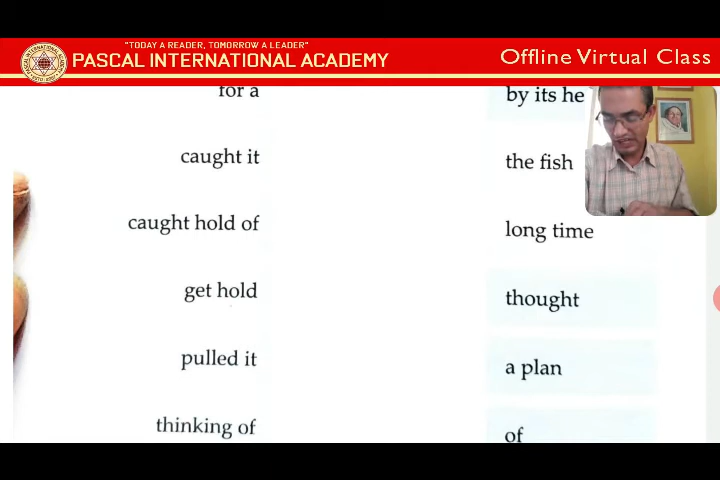 "TODAY A READER, TOMORROW A LEADER"
PASCAL INTERNATIONAL ACADEMY
Offline Virtual Class
for a
by its he
caught it
the fish
caught hold of
long time
get hold
thought
pulled it
a plan
thinking of
of